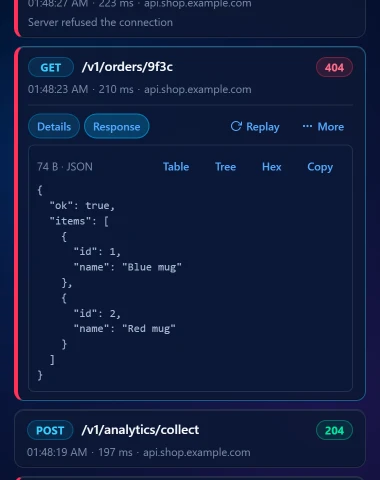 01:48:27 AM · 223 ms · api.shop.example.com
Server refused the connection
GET /v1/orders/9f3c 404
01:48:23 AM · 210 ms · api.shop.example.com
Details Response Replay ··· More
74 B · JSON Table Tree Hex Copy
{
  "ok": true,
  "items": [
    {
      "id": 1,
      "name": "Blue mug"
    },
    {
      "id": 2,
      "name": "Red mug"
    }
  ]
}
POST /v1/analytics/collect 204
01:48:19 AM · 197 ms · api.shop.example.com